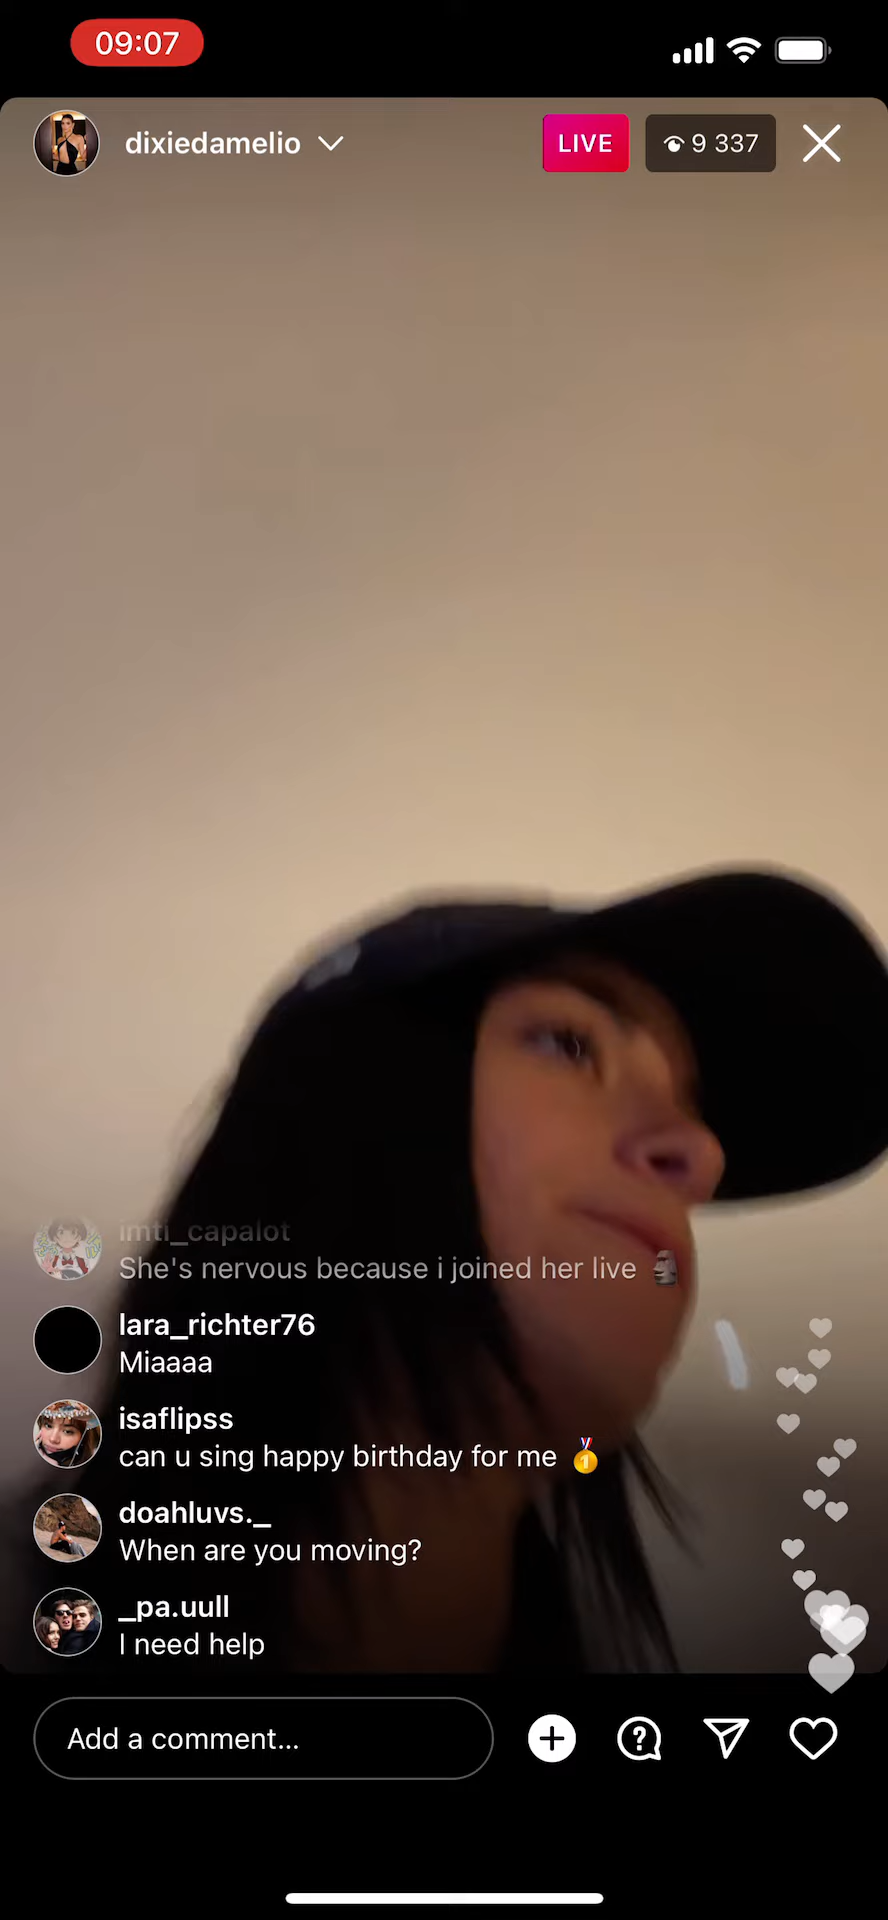 09:07
dixiedamelio
LIVE
9 337
imti_capalot
She's nervous because i joined her live 🗿
lara_richter76
Miaaaa
isaflipss
can u sing happy birthday for me 🏅
doahluvs._
When are you moving?
_pa.uull
I need help
Add a comment...